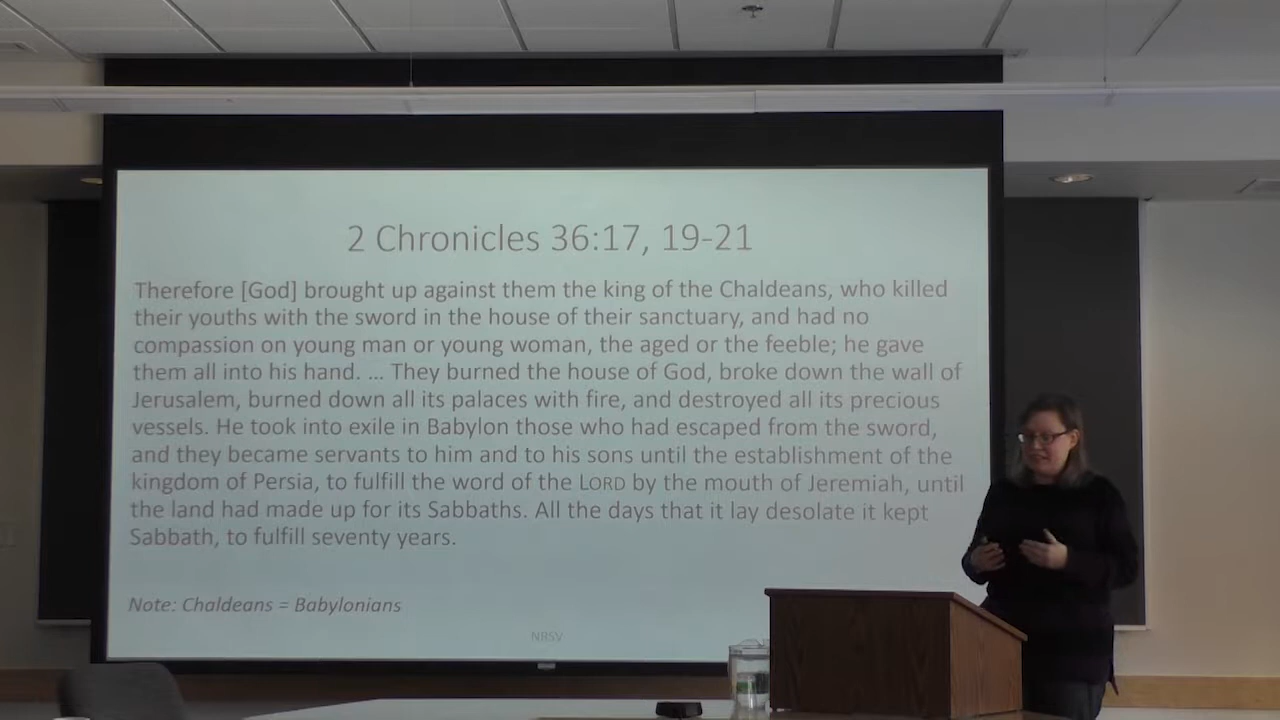 2 Chronicles 36:17, 19-21
Therefore [God] brought up against them the king of the Chaldeans, who killed
their youths with the sword in the house of their sanctuary, and had no
compassion on young man or young woman, the aged or the feeble; he gave
them all into his hand. ... They burned the house of God, broke down the wall of
Jerusalem, burned down all its palaces with fire, and destroyed all its precious
vessels. He took into exile in Babylon those who had escaped from the sword,
and they became servants to him and to his sons until the establishment of the
kingdom of Persia, to fulfill the word of the LORD by the mouth of Jeremiah, until
the land had made up for its Sabbaths. All the days that it lay desolate it kept
Sabbath, to fulfill seventy years.
Note: Chaldeans = Babylonians
NRSV